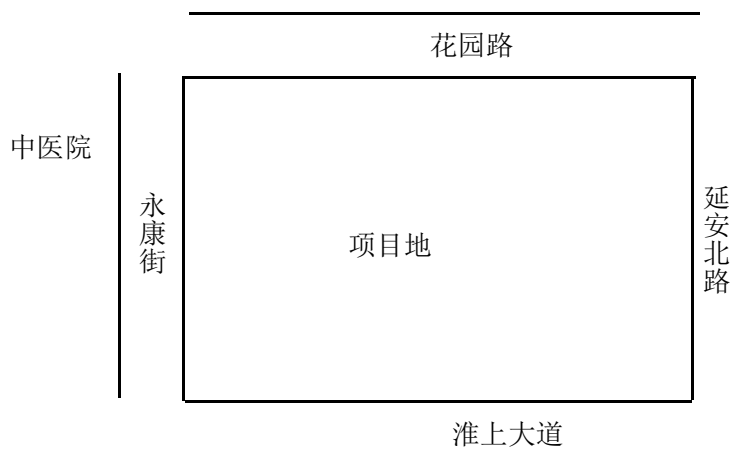 花园路
中医院
永康街
项目地
延安北路
淮上大道